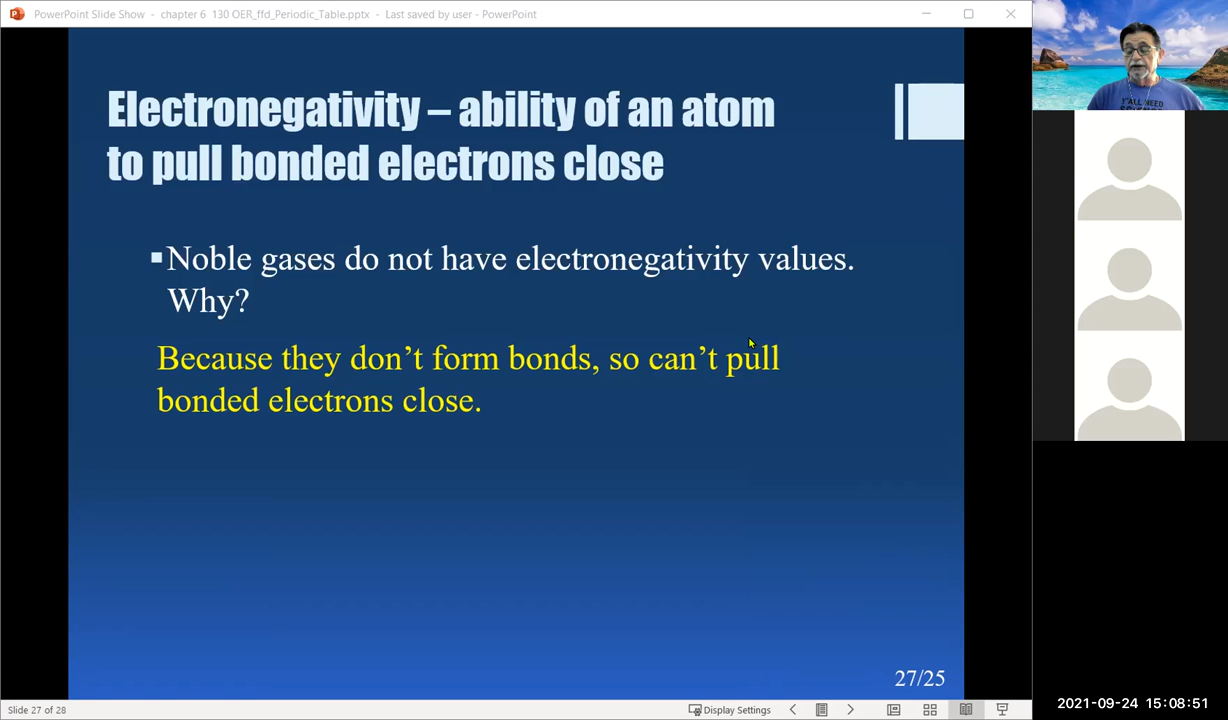 PowerPoint Slide Show - chapter 6 130 OER_ffd_Periodic_Table.pptx - Last saved by user - PowerPoint
Electronegativity – ability of an atom
to pull bonded electrons close
Noble gases do not have electronegativity values.
Why?
Because they don’t form bonds, so can’t pull
bonded electrons close.
27/25
Y'ALL NEED
Slide 27 of 28
Display Settings
2021-09-24 15:08:51